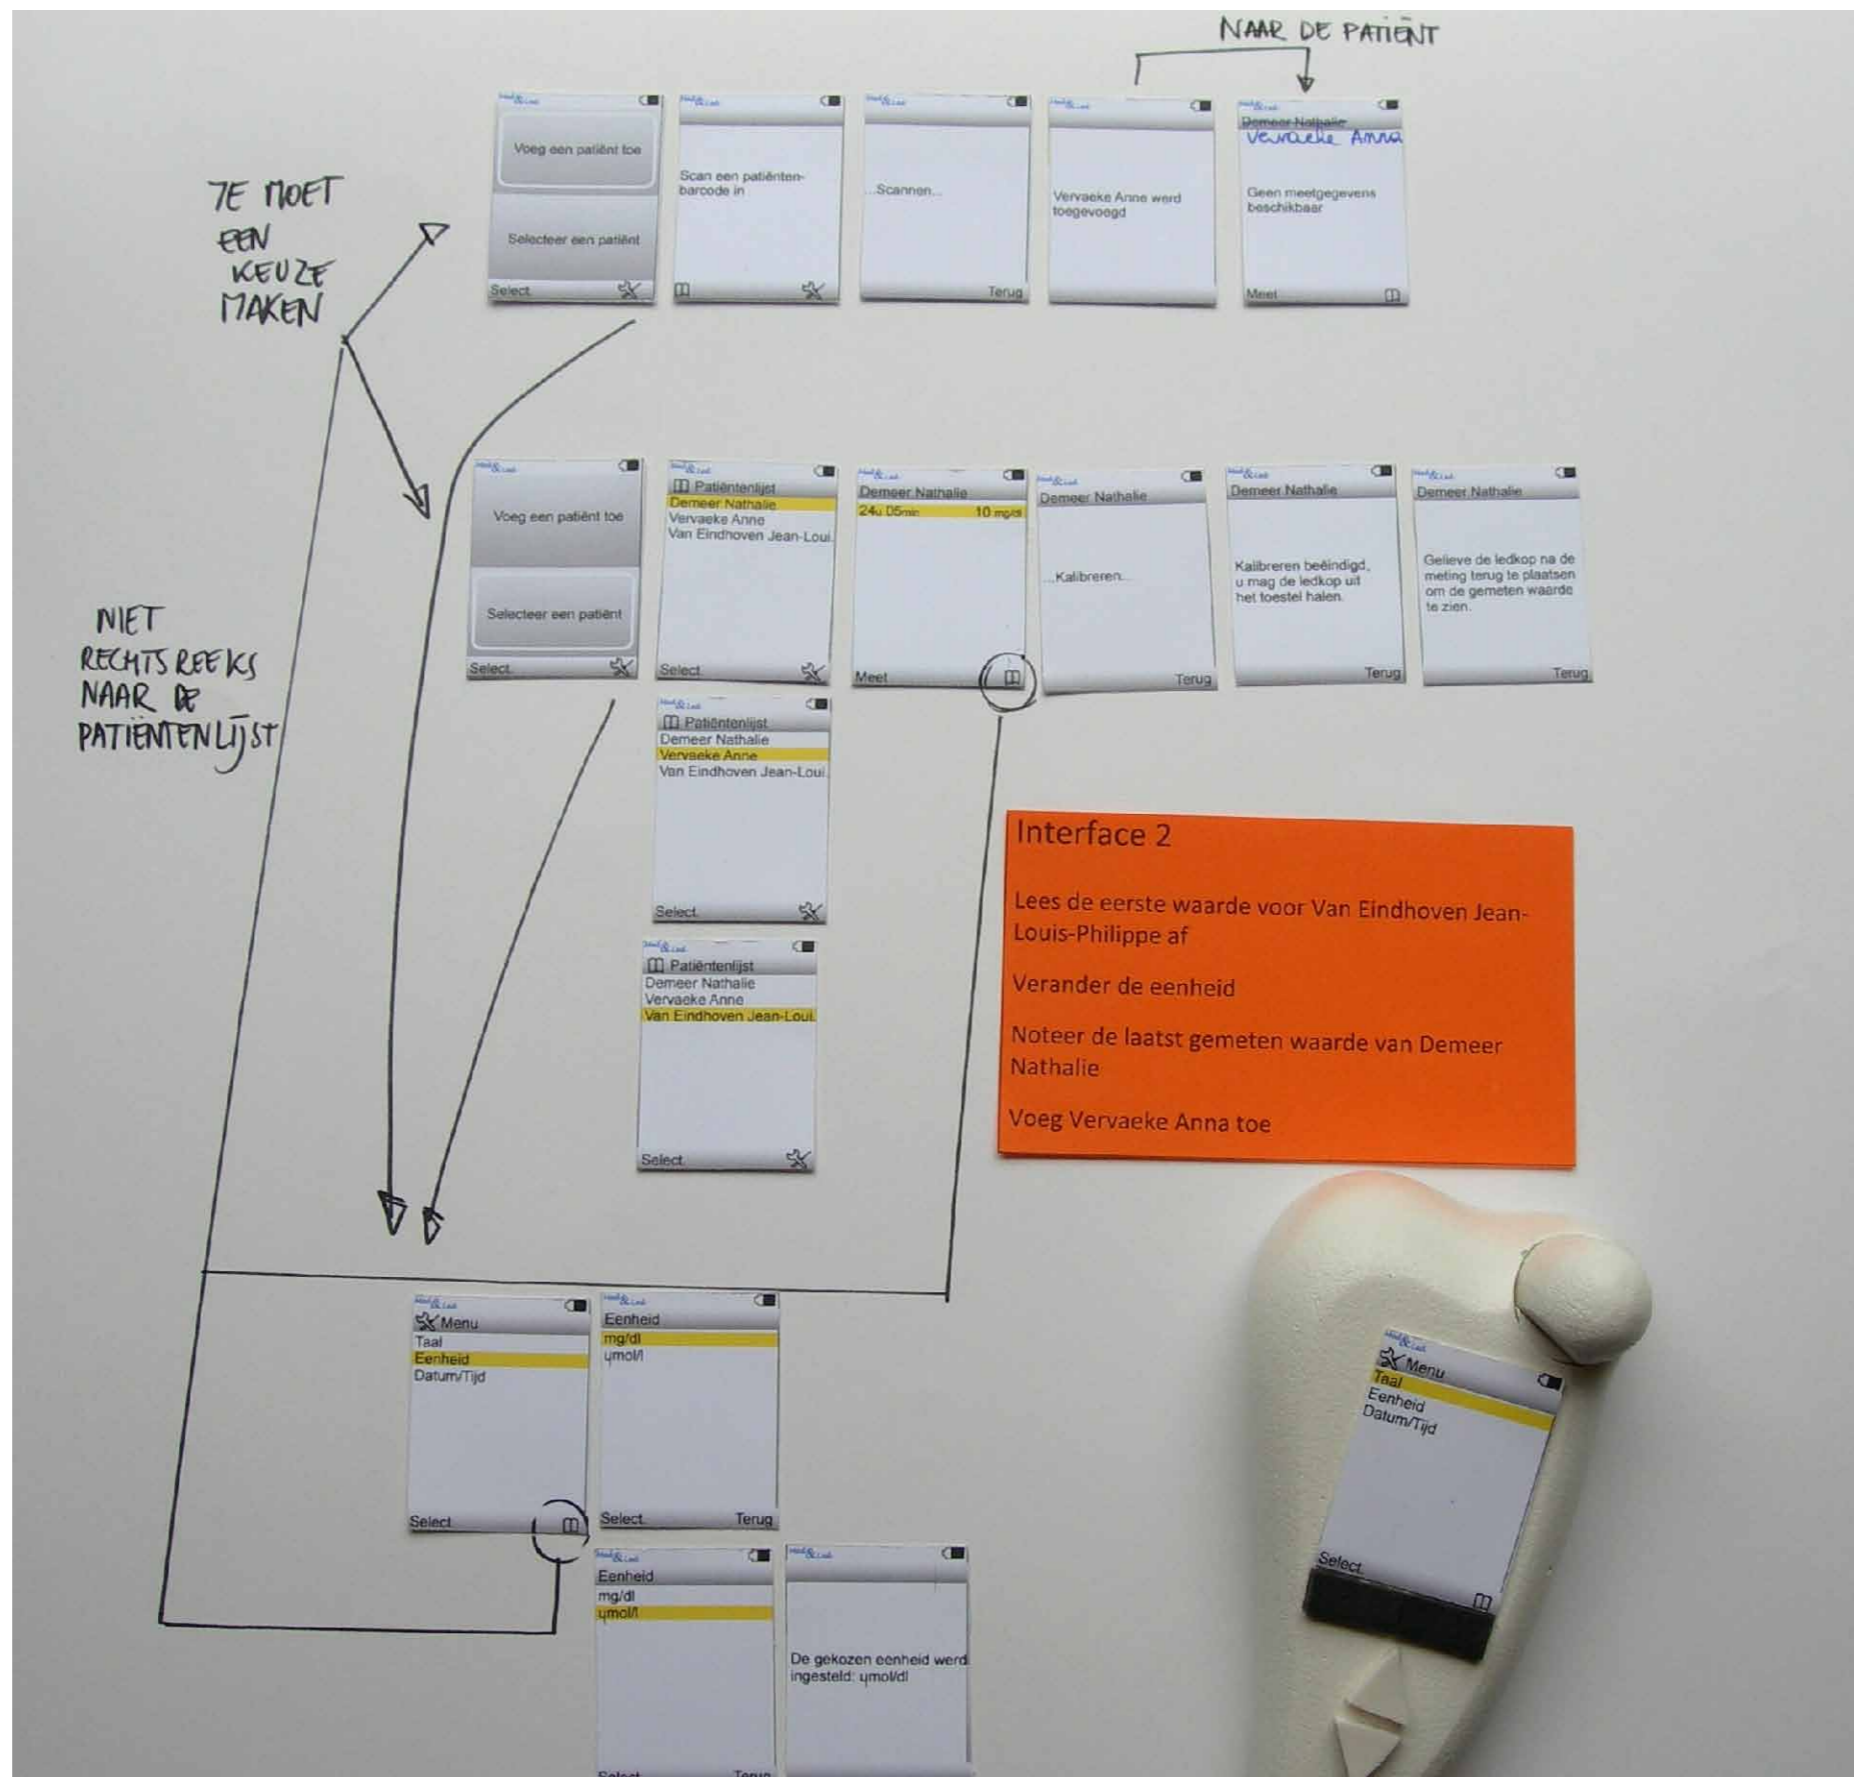 NAAR DE PATIËNT
JE MOET
EEN
KEUZE
MAKEN
Voeg een patiënt toe
Selecteer een patiënt
Select.
Scan een patiënten-
barcode in
...Scannen...
Terug
Vervaeke Anne werd
toegevoegd
Demeer Nathalie
Vervaeke Anna
Geen meetgegevens
beschikbaar
Meet
Voeg een patiënt toe
Selecteer een patiënt
Select.
Patiëntenlijst
Demeer Nathalie
Vervaeke Anne
Van Eindhoven Jean-Loui.
Select.
Demeer Nathalie
24u 05min 10 mg/dl
Meet
Demeer Nathalie
...Kalibreren...
Terug
Demeer Nathalie
Kalibreren beëindigd,
u mag de ledkop uit
het toestel halen.
Terug
Demeer Nathalie
Gelieve de ledkop na de
meting terug te plaatsen
om de gemeten waarde
te zien.
Terug
NIET
RECHTSREEKS
NAAR DE
PATIËNTENLIJST
Patiëntenlijst
Demeer Nathalie
Vervaeke Anne
Van Eindhoven Jean-Loui.
Select.
Patiëntenlijst
Demeer Nathalie
Vervaeke Anne
Van Eindhoven Jean-Loui.
Select.
Interface 2
Lees de eerste waarde voor Van Eindhoven Jean-
Louis-Philippe af
Verander de eenheid
Noteer de laatst gemeten waarde van Demeer
Nathalie
Voeg Vervaeke Anna toe
Menu
Taal
Eenheid
Datum/Tijd
Select.
Eenheid
mg/dl
ymol/l
Select.
Terug
Eenheid
mg/dl
ymol/l
Select.
Terug
De gekozen eenheid werd
ingesteld: ymol/dl
Menu
Taal
Eenheid
Datum/Tijd
Select.